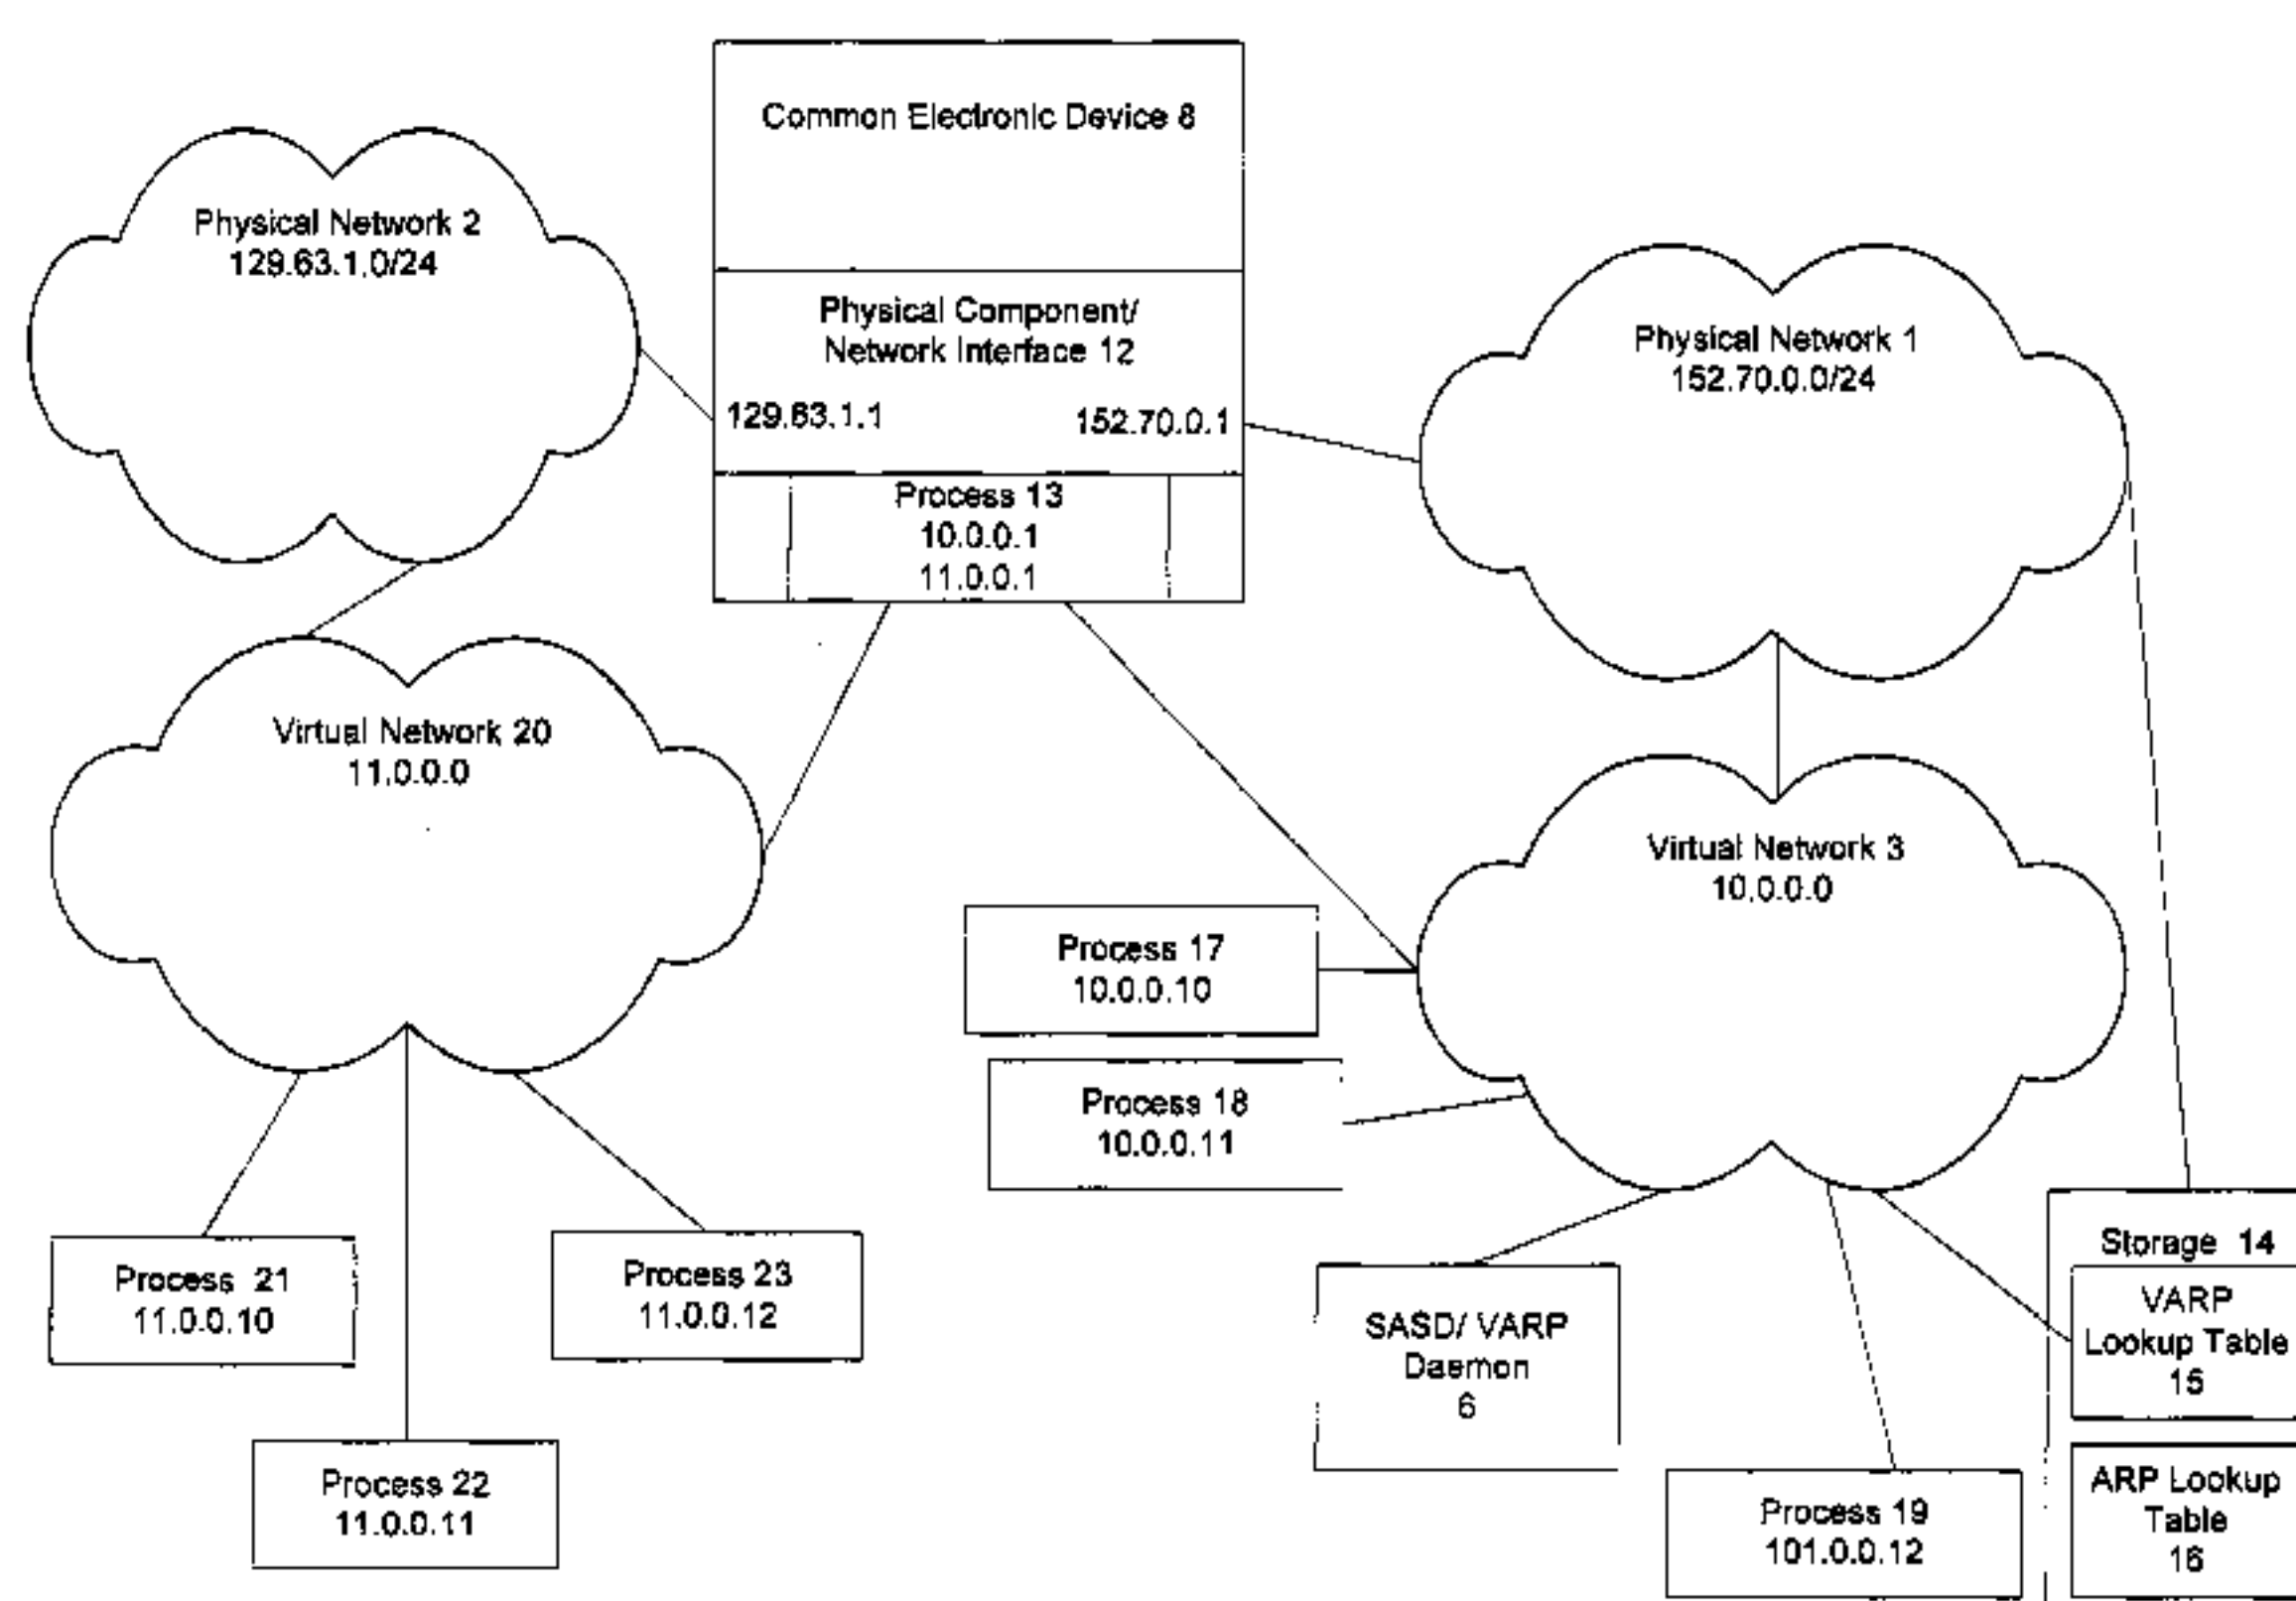 Common Electronic Device 8
Physical Network 2
129.63.1.0/24
Physical Component/
Network Interface 12
129.63.1.1
152.70.0.1
Physical Network 1
152.70.0.0/24
Process 13
10.0.0.1
11.0.0.1
Virtual Network 20
11.0.0.0
Virtual Network 3
10.0.0.0
Process 17
10.0.0.10
Process 18
10.0.0.11
Process 21
11.0.0.10
Process 23
11.0.0.12
Process 22
11.0.0.11
SASD/ VARP
Daemon
6
Process 19
101.0.0.12
Storage 14
VARP
Lookup Table
15
ARP Lookup
Table
16